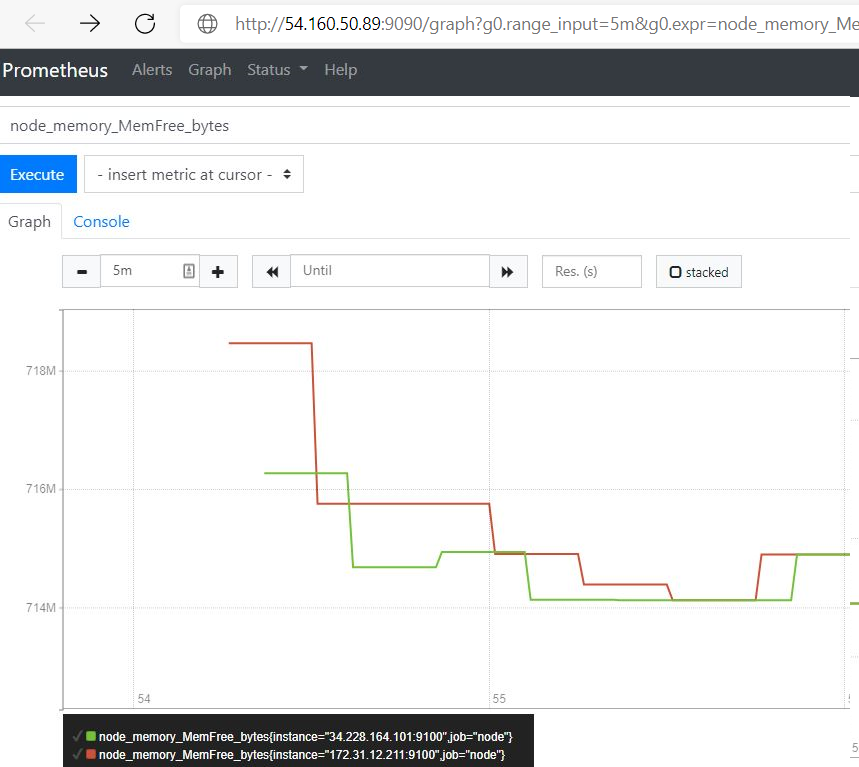 http://54.160.50.89:9090/graph?g0.range_input=5m&g0.expr=node_memory_Me
Prometheus Alerts Graph Status Help
node_memory_MemFree_bytes
Execute - insert metric at cursor -
Graph Console
5m Until Res. (s) stacked
718M
716M
714M
54 55
node_memory_MemFree_bytes{instance="34.228.164.101:9100",job="node"}
node_memory_MemFree_bytes{instance="172.31.12.211:9100",job="node"}
5